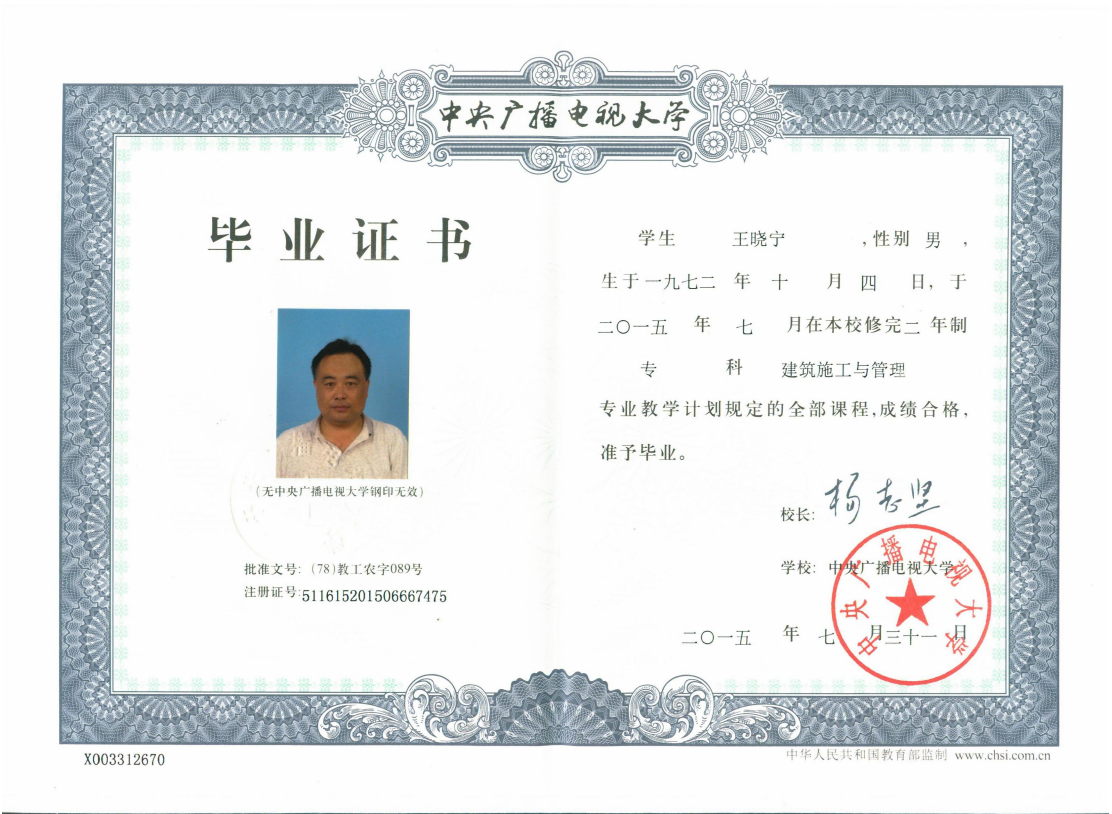 中央广播电视大学
毕业证书
(无中央广播电视大学钢印无效)
批准文号: (78)教工农字089号
注册证号:511615201506667475
学生 王晓宁 ,性别 男 ,
生于一九七二 年 十 月 四 日, 于
二〇一五 年 七 月在本校修完二 年制
专 科 建筑施工与管理
专业教学计划规定的全部课程,成绩合格,
准予毕业。
校长: 杨志坚
学校: 中央广播电视大学
中央广播电视大学
二〇一五 年 七 月三十一 日
X003312670
中华人民共和国教育部监制 www.chsi.com.cn